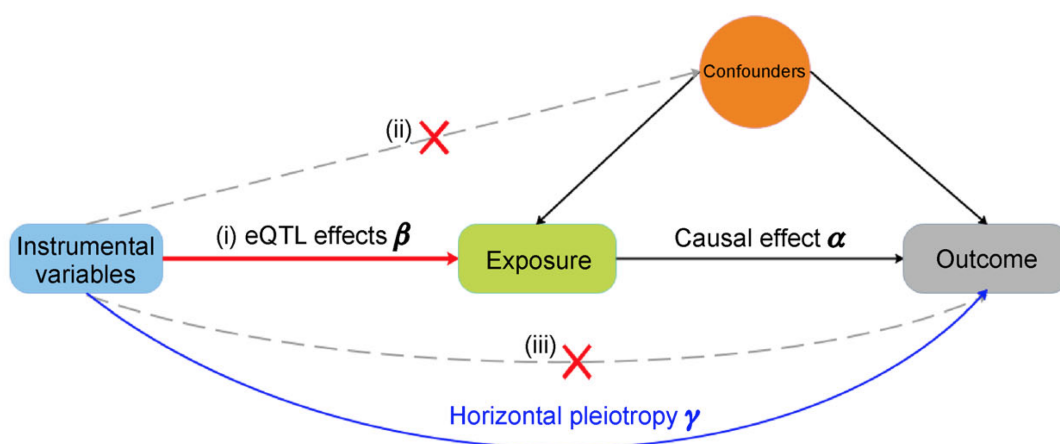 Confounders
(ii)
Instrumental
variables
(i) eQTL effects β
Exposure
Causal effect α
Outcome
(iii)
Horizontal pleiotropy γ